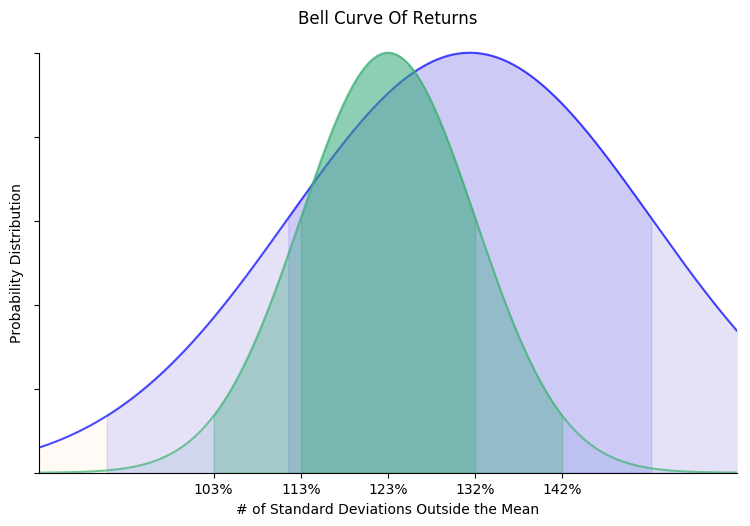 Bell Curve Of Returns
Probability Distribution
103% 113% 123% 132% 142%
# of Standard Deviations Outside the Mean